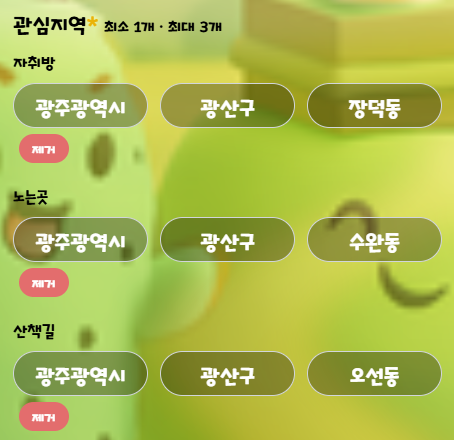 관심지역* 최소 1개 · 최대 3개
자취방
광주광역시 광산구 장덕동
제거
노는곳
광주광역시 광산구 수완동
제거
산책길
광주광역시 광산구 오선동
제거